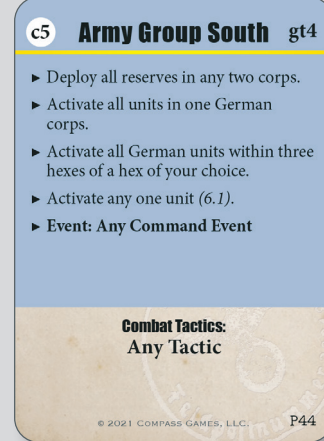 c5 Army Group South gt4
► Deploy all reserves in any two corps.
► Activate all units in one German
corps.
► Activate all German units within three
hexes of a hex of your choice.
► Activate any one unit (6.1).
► Event: Any Command Event
Combat Tactics:
Any Tactic
© 2021 Compass Games, LLC.
P44